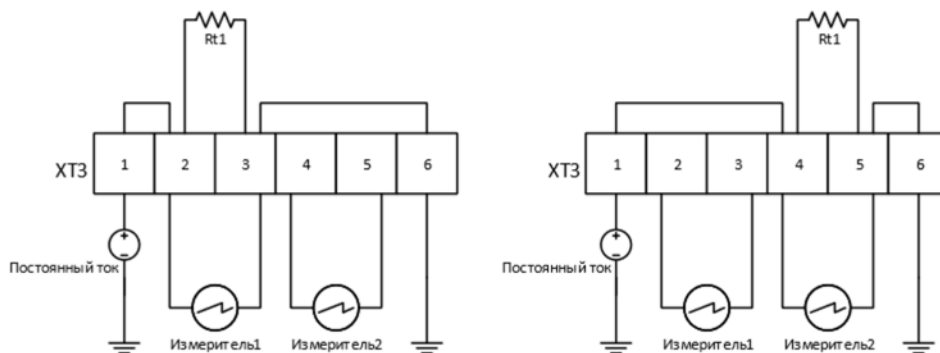 Rt1
Rt1
XT3 1 2 3 4 5 6
XT3 1 2 3 4 5 6
Постоянный ток
Постоянный ток
Измеритель1 Измеритель2
Измеритель1 Измеритель2